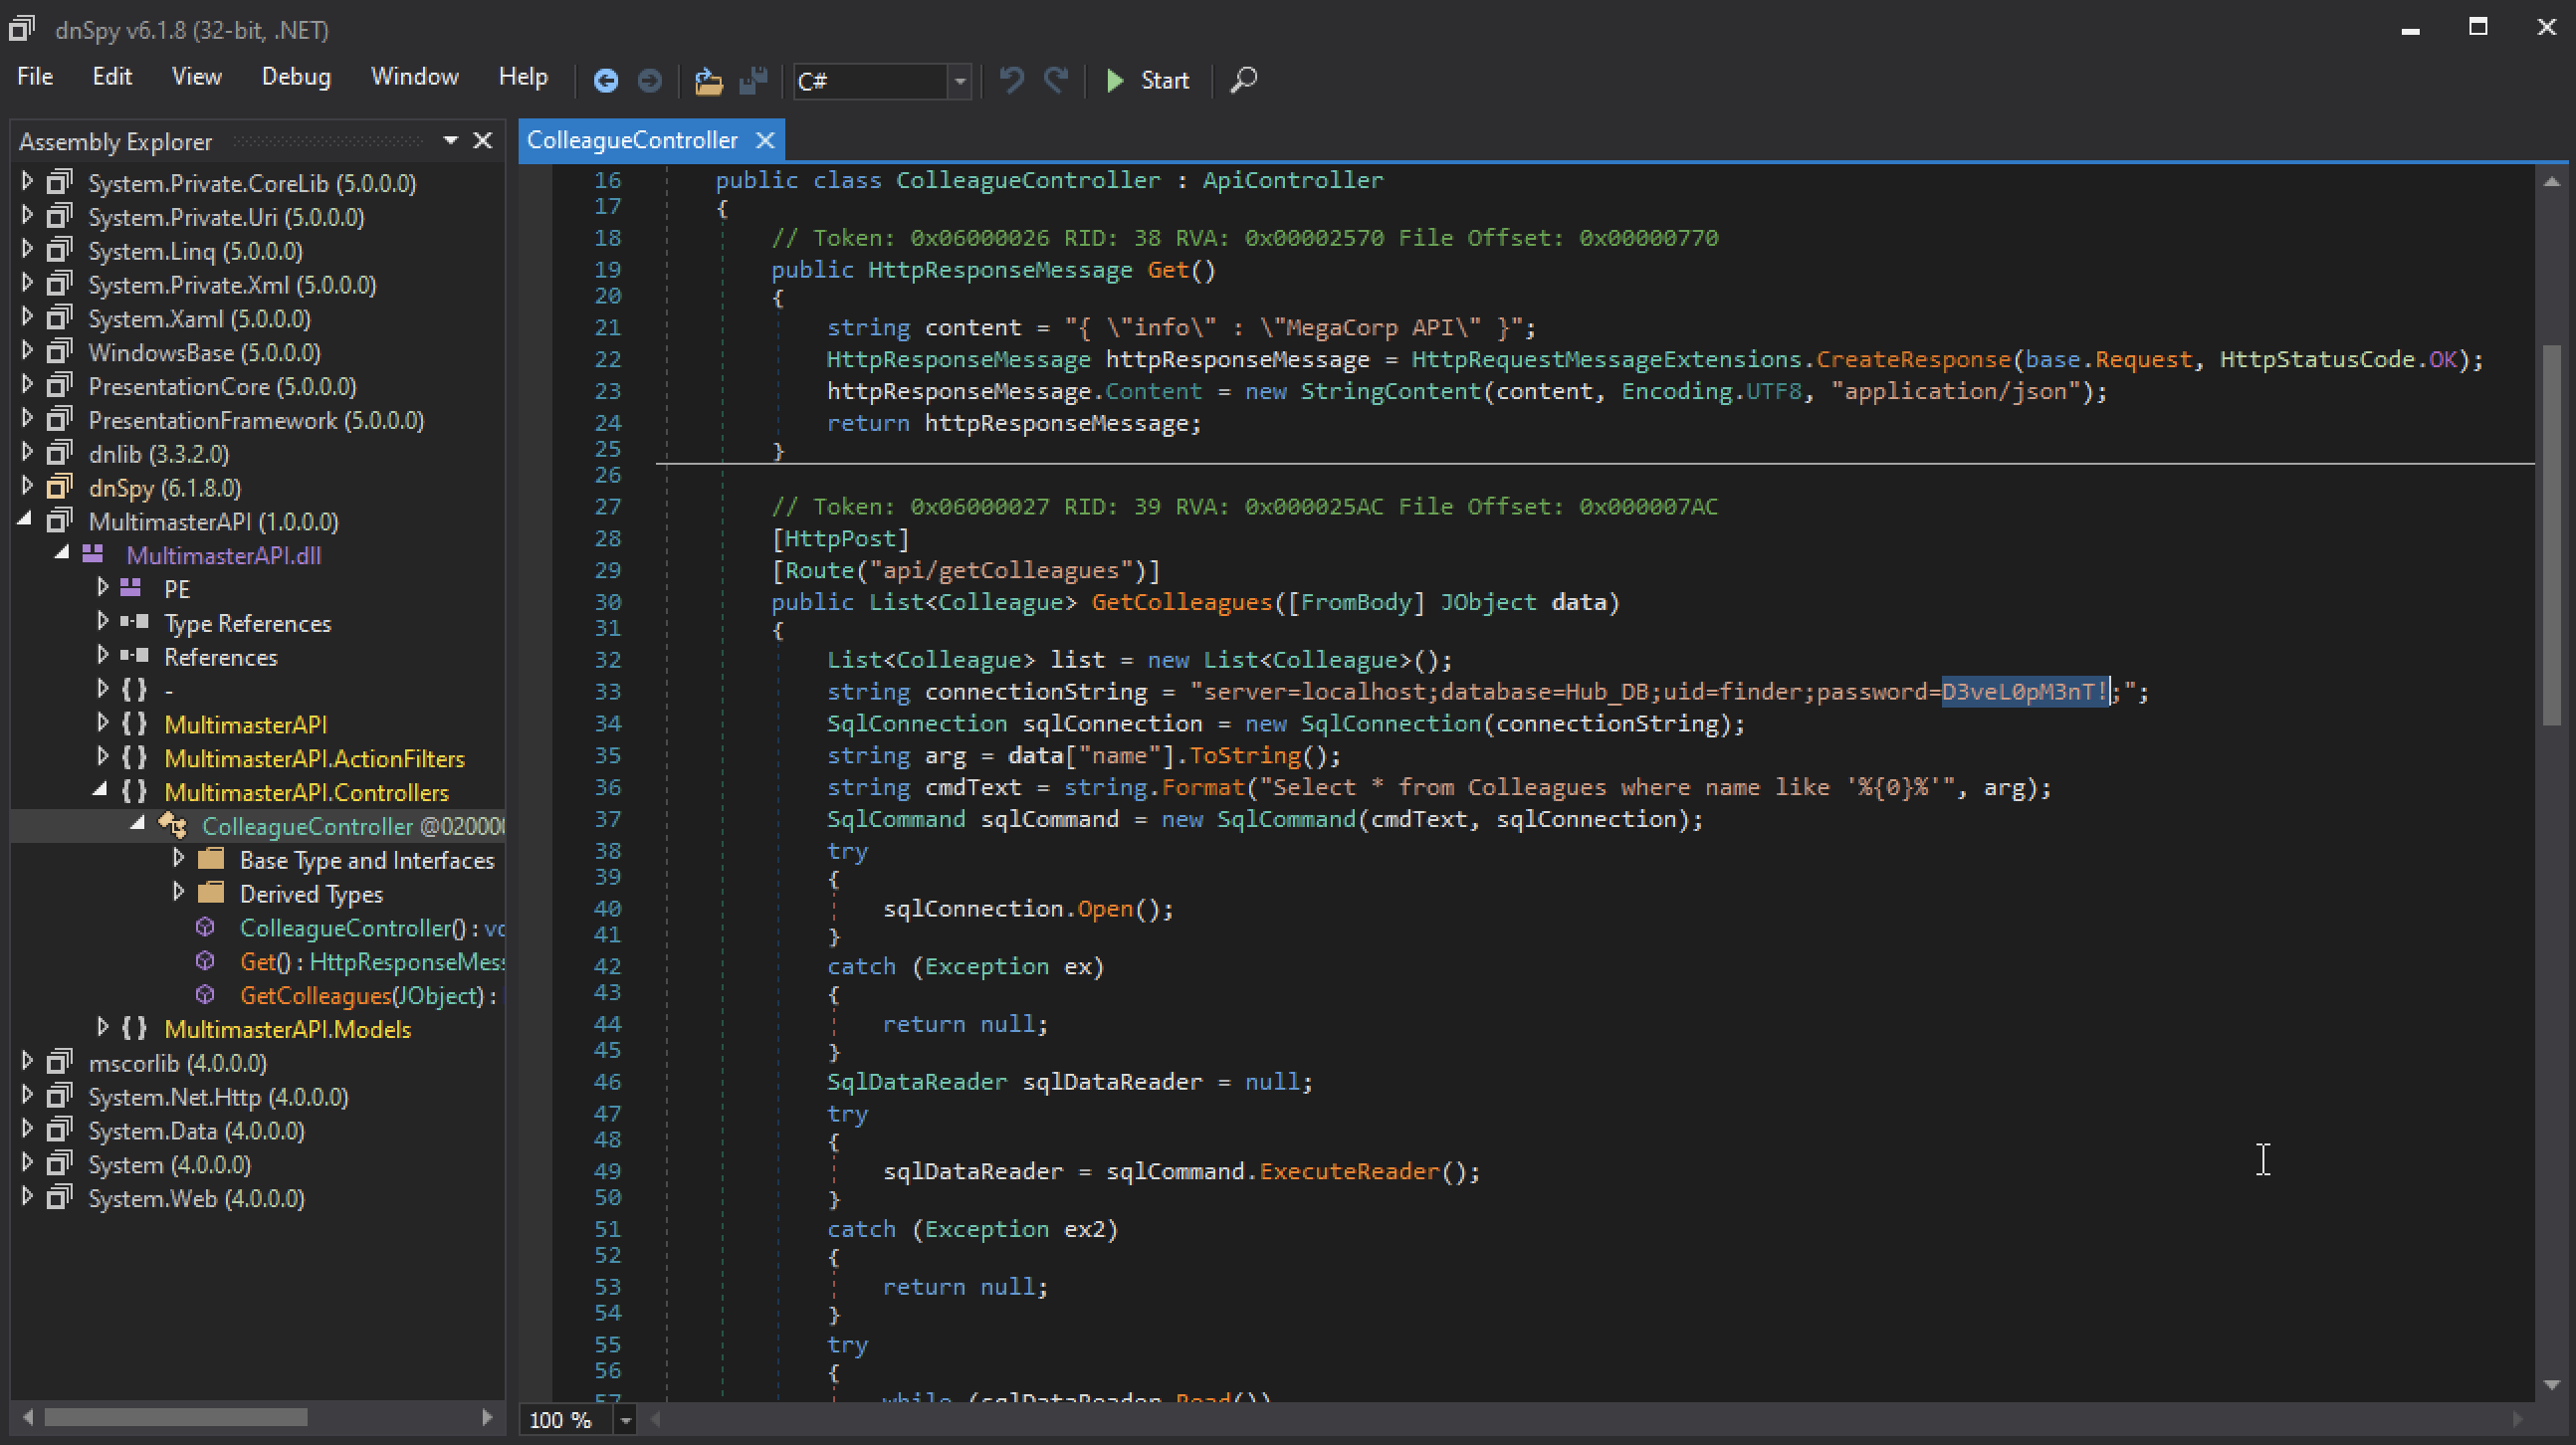 dnSpy v6.1.8 (32-bit, .NET)
File Edit View Debug Window Help C# Start
Assembly Explorer
System.Private.CoreLib (5.0.0.0)
System.Private.Uri (5.0.0.0)
System.Linq (5.0.0.0)
System.Private.Xml (5.0.0.0)
System.Xaml (5.0.0.0)
WindowsBase (5.0.0.0)
PresentationCore (5.0.0.0)
PresentationFramework (5.0.0.0)
dnlib (3.3.2.0)
dnSpy (6.1.8.0)
MultimasterAPI (1.0.0.0)
MultimasterAPI.dll
PE
Type References
References
{ } -
{ } MultimasterAPI
{ } MultimasterAPI.ActionFilters
{ } MultimasterAPI.Controllers
ColleagueController @020000
Base Type and Interfaces
Derived Types
ColleagueController() : vo
Get() : HttpResponseMess
GetColleagues(JObject) :
{ } MultimasterAPI.Models
mscorlib (4.0.0.0)
System.Net.Http (4.0.0.0)
System.Data (4.0.0.0)
System (4.0.0.0)
System.Web (4.0.0.0)
ColleagueController
16 public class ColleagueController : ApiController
17 {
18 // Token: 0x06000026 RID: 38 RVA: 0x00002570 File Offset: 0x00000770
19 public HttpResponseMessage Get()
20 {
21 string content = "{ \"info\" : \"MegaCorp API\" }";
22 HttpResponseMessage httpResponseMessage = HttpRequestMessageExtensions.CreateResponse(base.Request, HttpStatusCode.OK);
23 httpResponseMessage.Content = new StringContent(content, Encoding.UTF8, "application/json");
24 return httpResponseMessage;
25 }
26
27 // Token: 0x06000027 RID: 39 RVA: 0x000025AC File Offset: 0x000007AC
28 [HttpPost]
29 [Route("api/getColleagues")]
30 public List<Colleague> GetColleagues([FromBody] JObject data)
31 {
32 List<Colleague> list = new List<Colleague>();
33 string connectionString = "server=localhost;database=Hub_DB;uid=finder;password=D3veL0pM3nT!;";
34 SqlConnection sqlConnection = new SqlConnection(connectionString);
35 string arg = data["name"].ToString();
36 string cmdText = string.Format("Select * from Colleagues where name like '%{0}%'", arg);
37 SqlCommand sqlCommand = new SqlCommand(cmdText, sqlConnection);
38 try
39 {
40 sqlConnection.Open();
41 }
42 catch (Exception ex)
43 {
44 return null;
45 }
46 SqlDataReader sqlDataReader = null;
47 try
48 {
49 sqlDataReader = sqlCommand.ExecuteReader();
50 }
51 catch (Exception ex2)
52 {
53 return null;
54 }
55 try
56 {
57 while (sqlDataReader.Read())
100 %